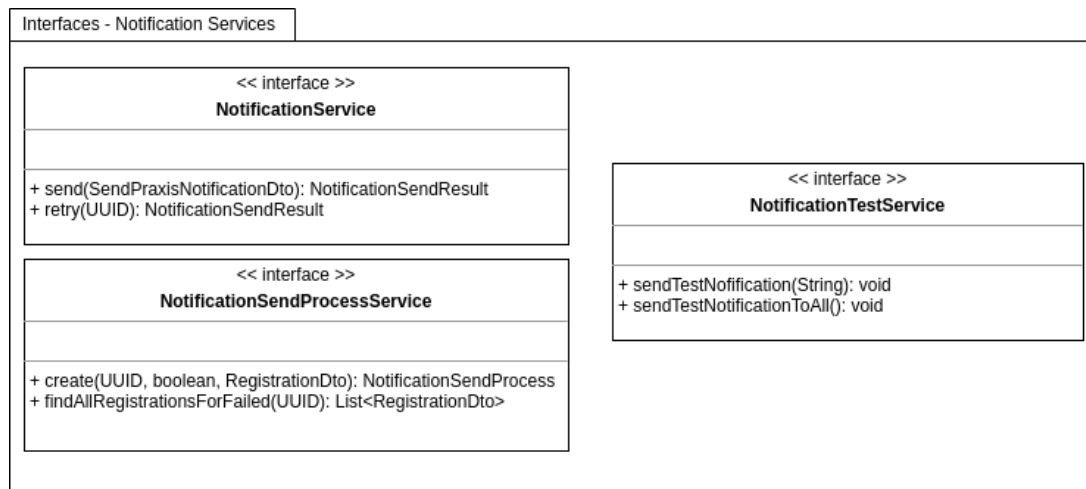 Interfaces - Notification Services
<< interface >>
NotificationService
+ send(SendPraxisNotificationDto): NotificationSendResult
+ retry(UUID): NotificationSendResult
<< interface >>
NotificationSendProcessService
+ create(UUID, boolean, RegistrationDto): NotificationSendProcess
+ findAllRegistrationsForFailed(UUID): List<RegistrationDto>
<< interface >>
NotificationTestService
+ sendTestNofification(String): void
+ sendTestNotificationToAll(): void